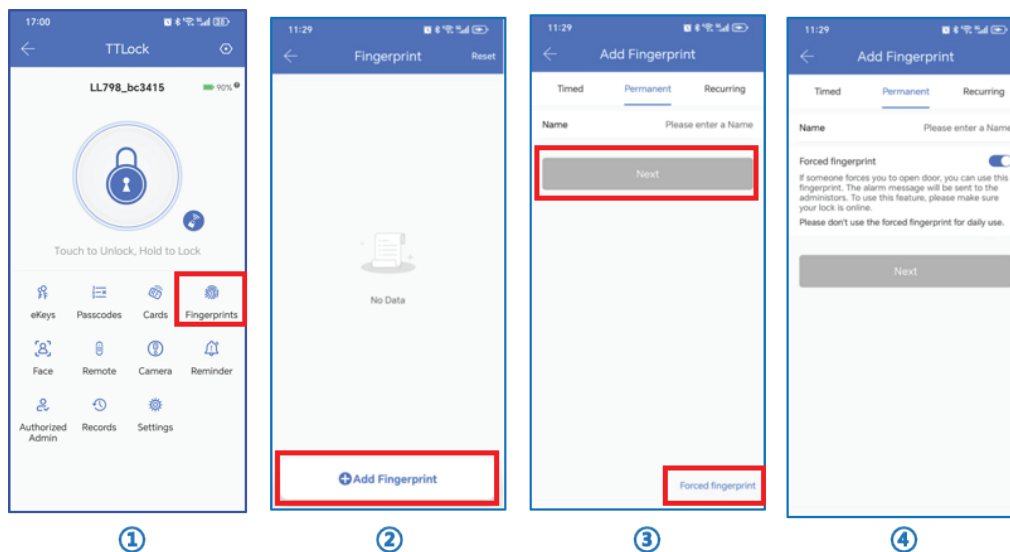 17:00
TTLock
LL798_bc3415
90%
Touch to Unlock, Hold to Lock
eKeys
Passcodes
Cards
Fingerprints
Face
Remote
Camera
Reminder
Authorized
Admin
Records
Settings
①
11:29
Fingerprint
Reset
No Data
Add Fingerprint
②
11:29
Add Fingerprint
Timed
Permanent
Recurring
Name
Please enter a Name
Next
Forced fingerprint
③
11:29
Add Fingerprint
Timed
Permanent
Recurring
Name
Please enter a Name
Forced fingerprint
If someone forces you to open door, you can use this
fingerprint. The alarm message will be sent to the
administors. To use this feature, please make sure
your lock is online.
Please don't use the forced fingerprint for daily use.
Next
④